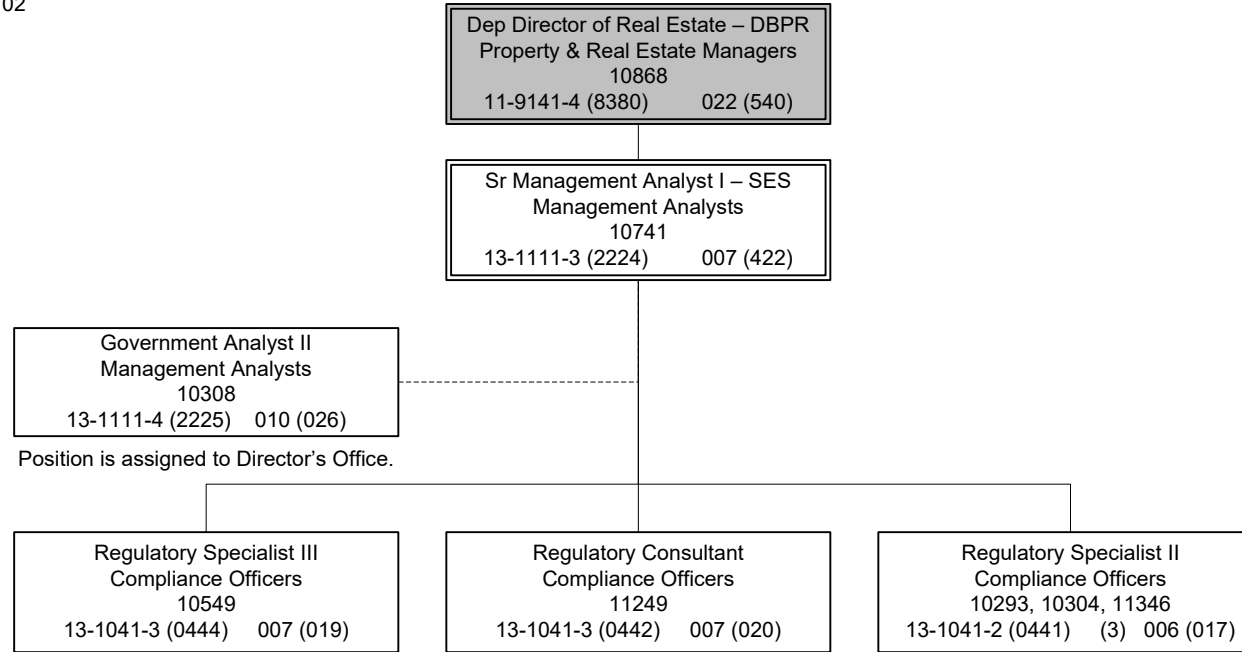 02
Dep Director of Real Estate – DBPR
Property & Real Estate Managers
10868
11-9141-4 (8380) 022 (540)
Sr Management Analyst I – SES
Management Analysts
10741
13-1111-3 (2224) 007 (422)
Government Analyst II
Management Analysts
10308
13-1111-4 (2225) 010 (026)
Position is assigned to Director’s Office.
Regulatory Specialist III
Compliance Officers
10549
13-1041-3 (0444) 007 (019)
Regulatory Consultant
Compliance Officers
11249
13-1041-3 (0442) 007 (020)
Regulatory Specialist II
Compliance Officers
10293, 10304, 11346
13-1041-2 (0441) (3) 006 (017)